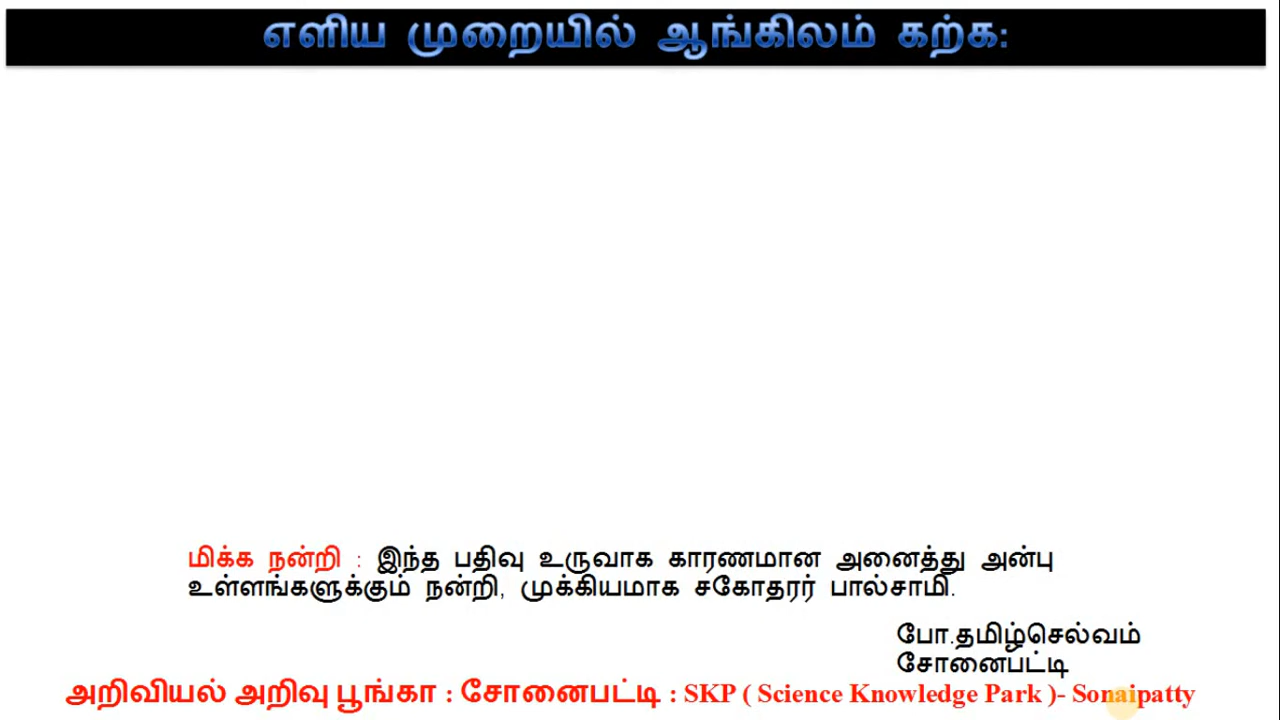 எளிய முறையில் ஆங்கிலம் கற்க:
மிக்க நன்றி : இந்த பதிவு உருவாக காரணமான அனைத்து அன்பு
உள்ளங்களுக்கும் நன்றி, முக்கியமாக சகோதரர் பால்சாமி.
போ.தமிழ்செல்வம்
சோனைபட்டி
அறிவியல் அறிவு பூங்கா : சோனைபட்டி : SKP ( Science Knowledge Park )- Sonaipatty